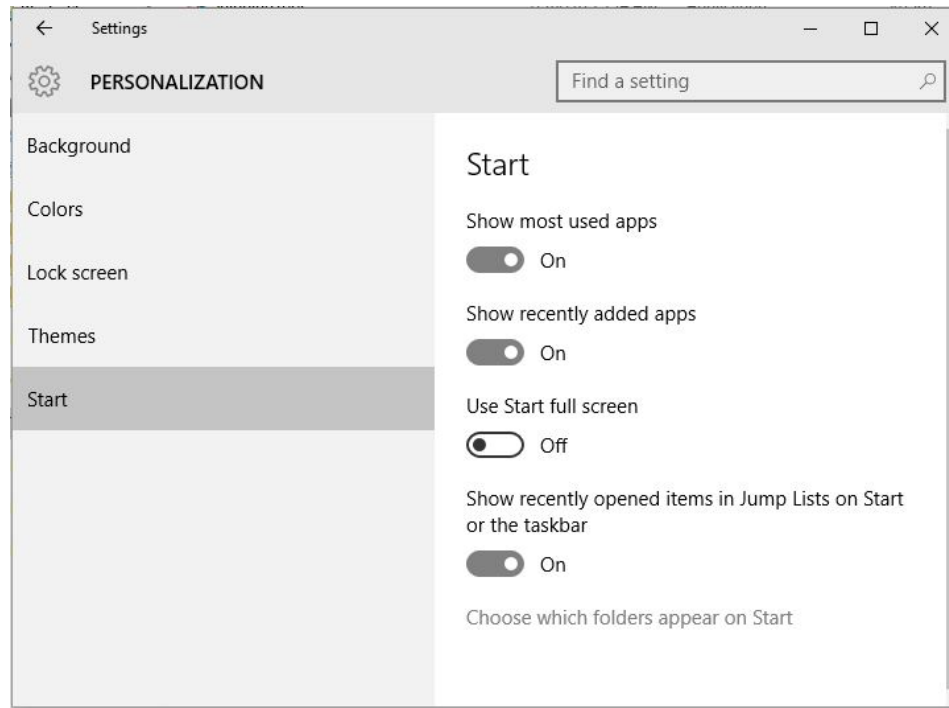 Settings
PERSONALIZATION
Find a setting
Background
Colors
Lock screen
Themes
Start
Start
Show most used apps
On
Show recently added apps
On
Use Start full screen
Off
Show recently opened items in Jump Lists on Start
or the taskbar
On
Choose which folders appear on Start